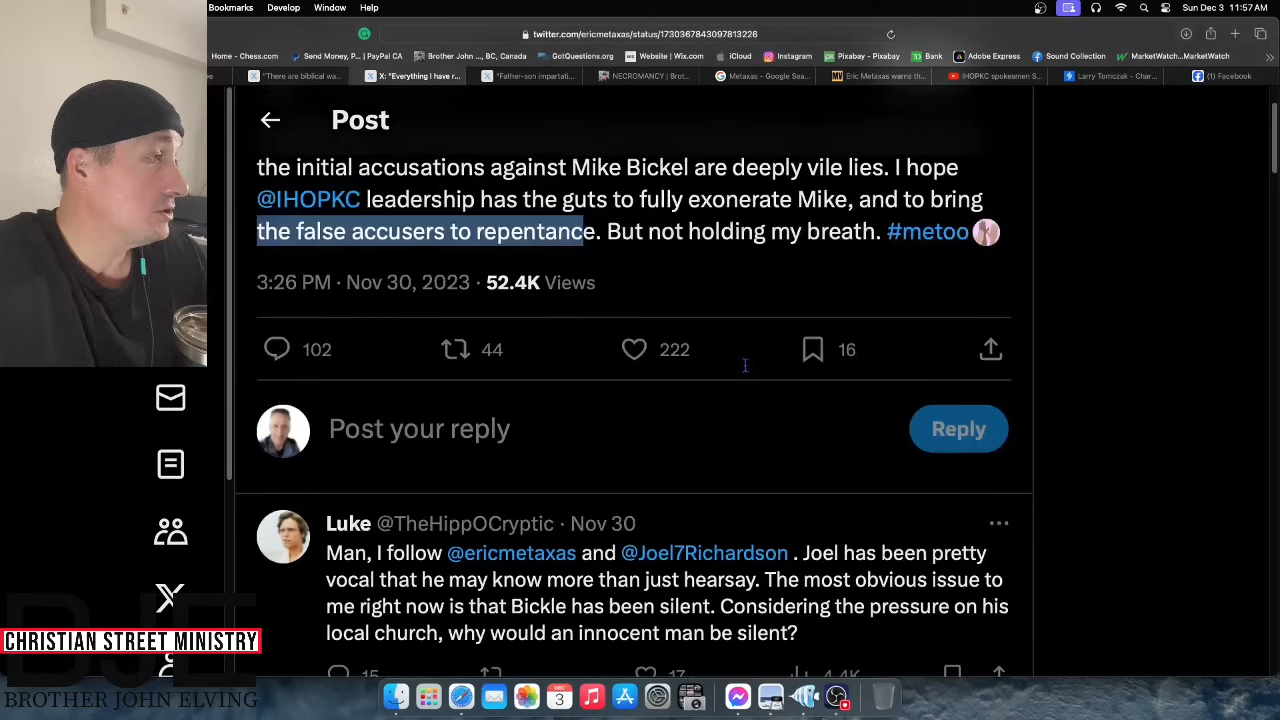 Bookmarks Develop Window Help Sun Dec 3 11:57 AM
twitter.com/ericmetaxas/status/1730367843097813226
Home - Chess.com Send Money, P... | PayPal CA Brother John ..., BC, Canada GotQuestions.org Website | Wix.com iCloud Instagram Pixabay - Pixabay TD Bank Adobe Express Sound Collection MarketWatch...MarketWatch
"There are biblical wa... X: "Everything I have r... "Father-son impartati... NECROMANCY | Brot... Metaxas - Google Sea... Eric Metaxas warns th... IHOPKC spokesmen S... Larry Tomczak - Char... (1) Facebook
Post
the initial accusations against Mike Bickel are deeply vile lies. I hope
@IHOPKC leadership has the guts to fully exonerate Mike, and to bring
the false accusers to repentance. But not holding my breath. #metoo
3:26 PM · Nov 30, 2023 · 52.4K Views
102 44 222 16
Post your reply
Reply
Luke @TheHippOCryptic · Nov 30
Man, I follow @ericmetaxas and @Joel7Richardson . Joel has been pretty
vocal that he may know more than just hearsay. The most obvious issue to
me right now is that Bickle has been silent. Considering the pressure on his
local church, why would an innocent man be silent?
15 17 4.4K
BJE
CHRISTIAN STREET MINISTRY
BROTHER JOHN ELVING
DEC
3